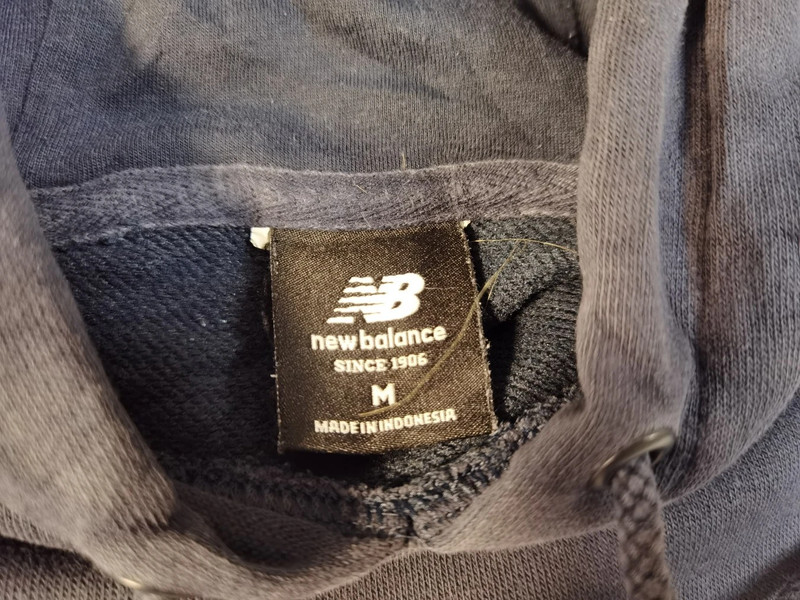 NB
new balance
SINCE 1906
M
MADE IN INDONESIA